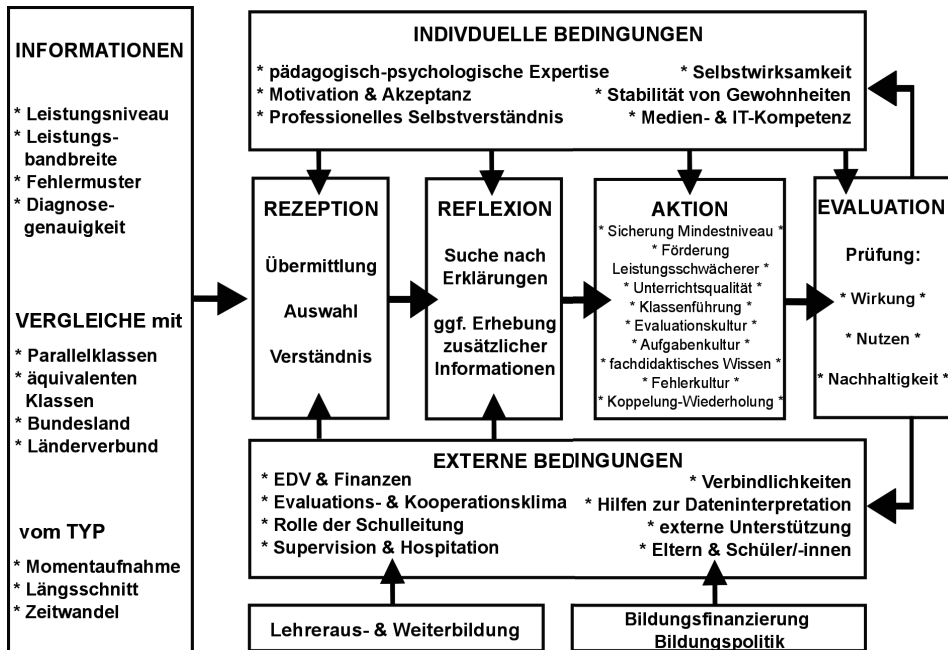 INFORMATIONEN
* Leistungsniveau
* Leistungs-
bandbreite
* Fehlermuster
* Diagnose-
genauigkeit
VERGLEICHE mit
* Parallelklassen
* äquivalenten
Klassen
* Bundesland
* Länderverbund
vom TYP
* Momentaufnahme
* Längsschnitt
* Zeitwandel
INDIVDUELLE BEDINGUNGEN
* pädagogisch-psychologische Expertise
* Motivation & Akzeptanz
* Professionelles Selbstverständnis
* Selbstwirksamkeit
* Stabilität von Gewohnheiten
* Medien- & IT-Kompetenz
REZEPTION
Übermittlung
Auswahl
Verständnis
REFLEXION
Suche nach
Erklärungen
ggf. Erhebung
zusätzlicher
Informationen
AKTION
* Sicherung Mindestniveau *
* Förderung
Leistungsschwächerer *
* Unterrichtsqualität *
* Klassenführung *
* Evaluationskultur *
* Aufgabenkultur *
* fachdidaktisches Wissen *
* Fehlerkultur *
* Koppelung-Wiederholung *
EVALUATION
Prüfung:
* Wirkung *
* Nutzen *
* Nachhaltigkeit *
EXTERNE BEDINGUNGEN
* EDV & Finanzen
* Evaluations- & Kooperationsklima
* Rolle der Schulleitung
* Supervision & Hospitation
* Verbindlichkeiten
* Hilfen zur Dateninterpretation
* externe Unterstützung
* Eltern & Schüler/-innen
Lehreraus- & Weiterbildung
Bildungsfinanzierung
Bildungspolitik